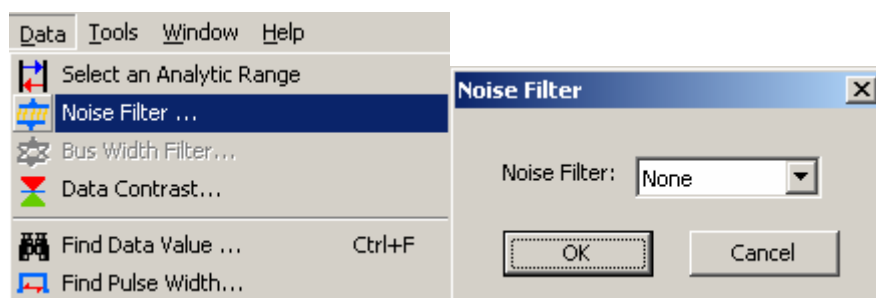 Data Tools Window Help
Select an Analytic Range
Noise Filter ...
Bus Width Filter...
Data Contrast...
Find Data Value ... Ctrl+F
Find Pulse Width...
Noise Filter
Noise Filter: None
OK Cancel